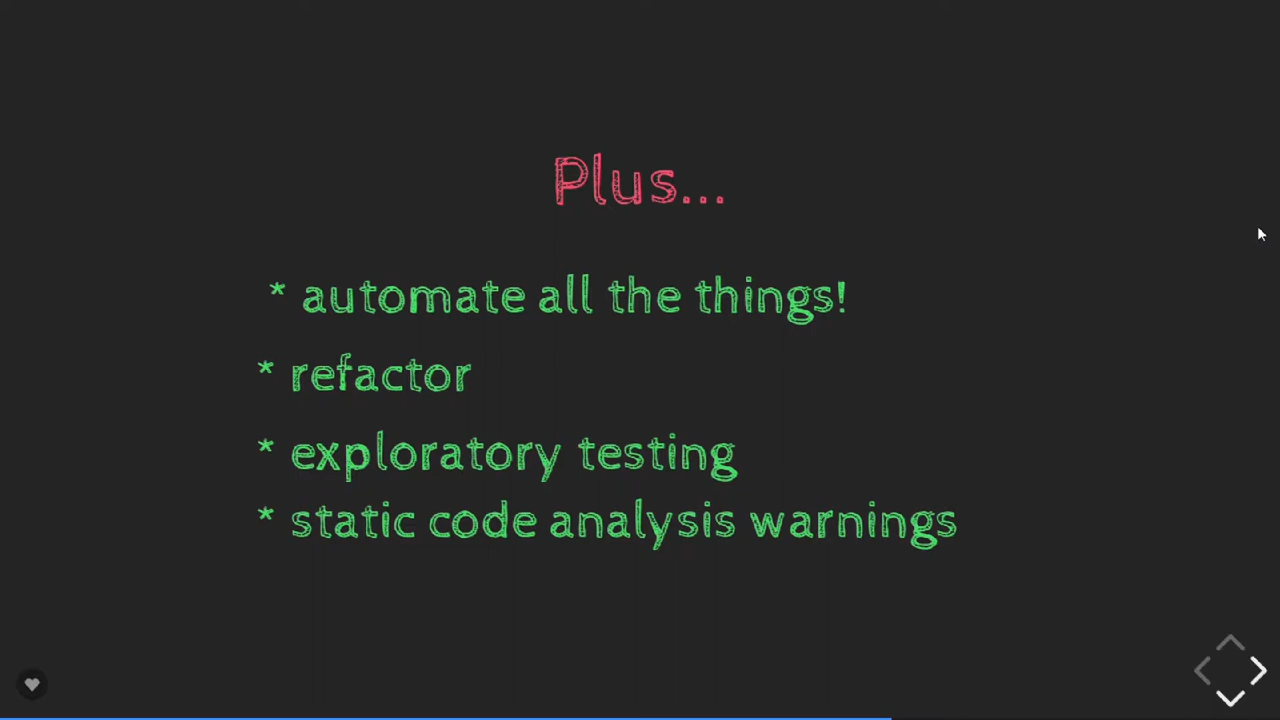 Plus...
* automate all the things!
* refactor
* exploratory testing
* static code analysis warnings